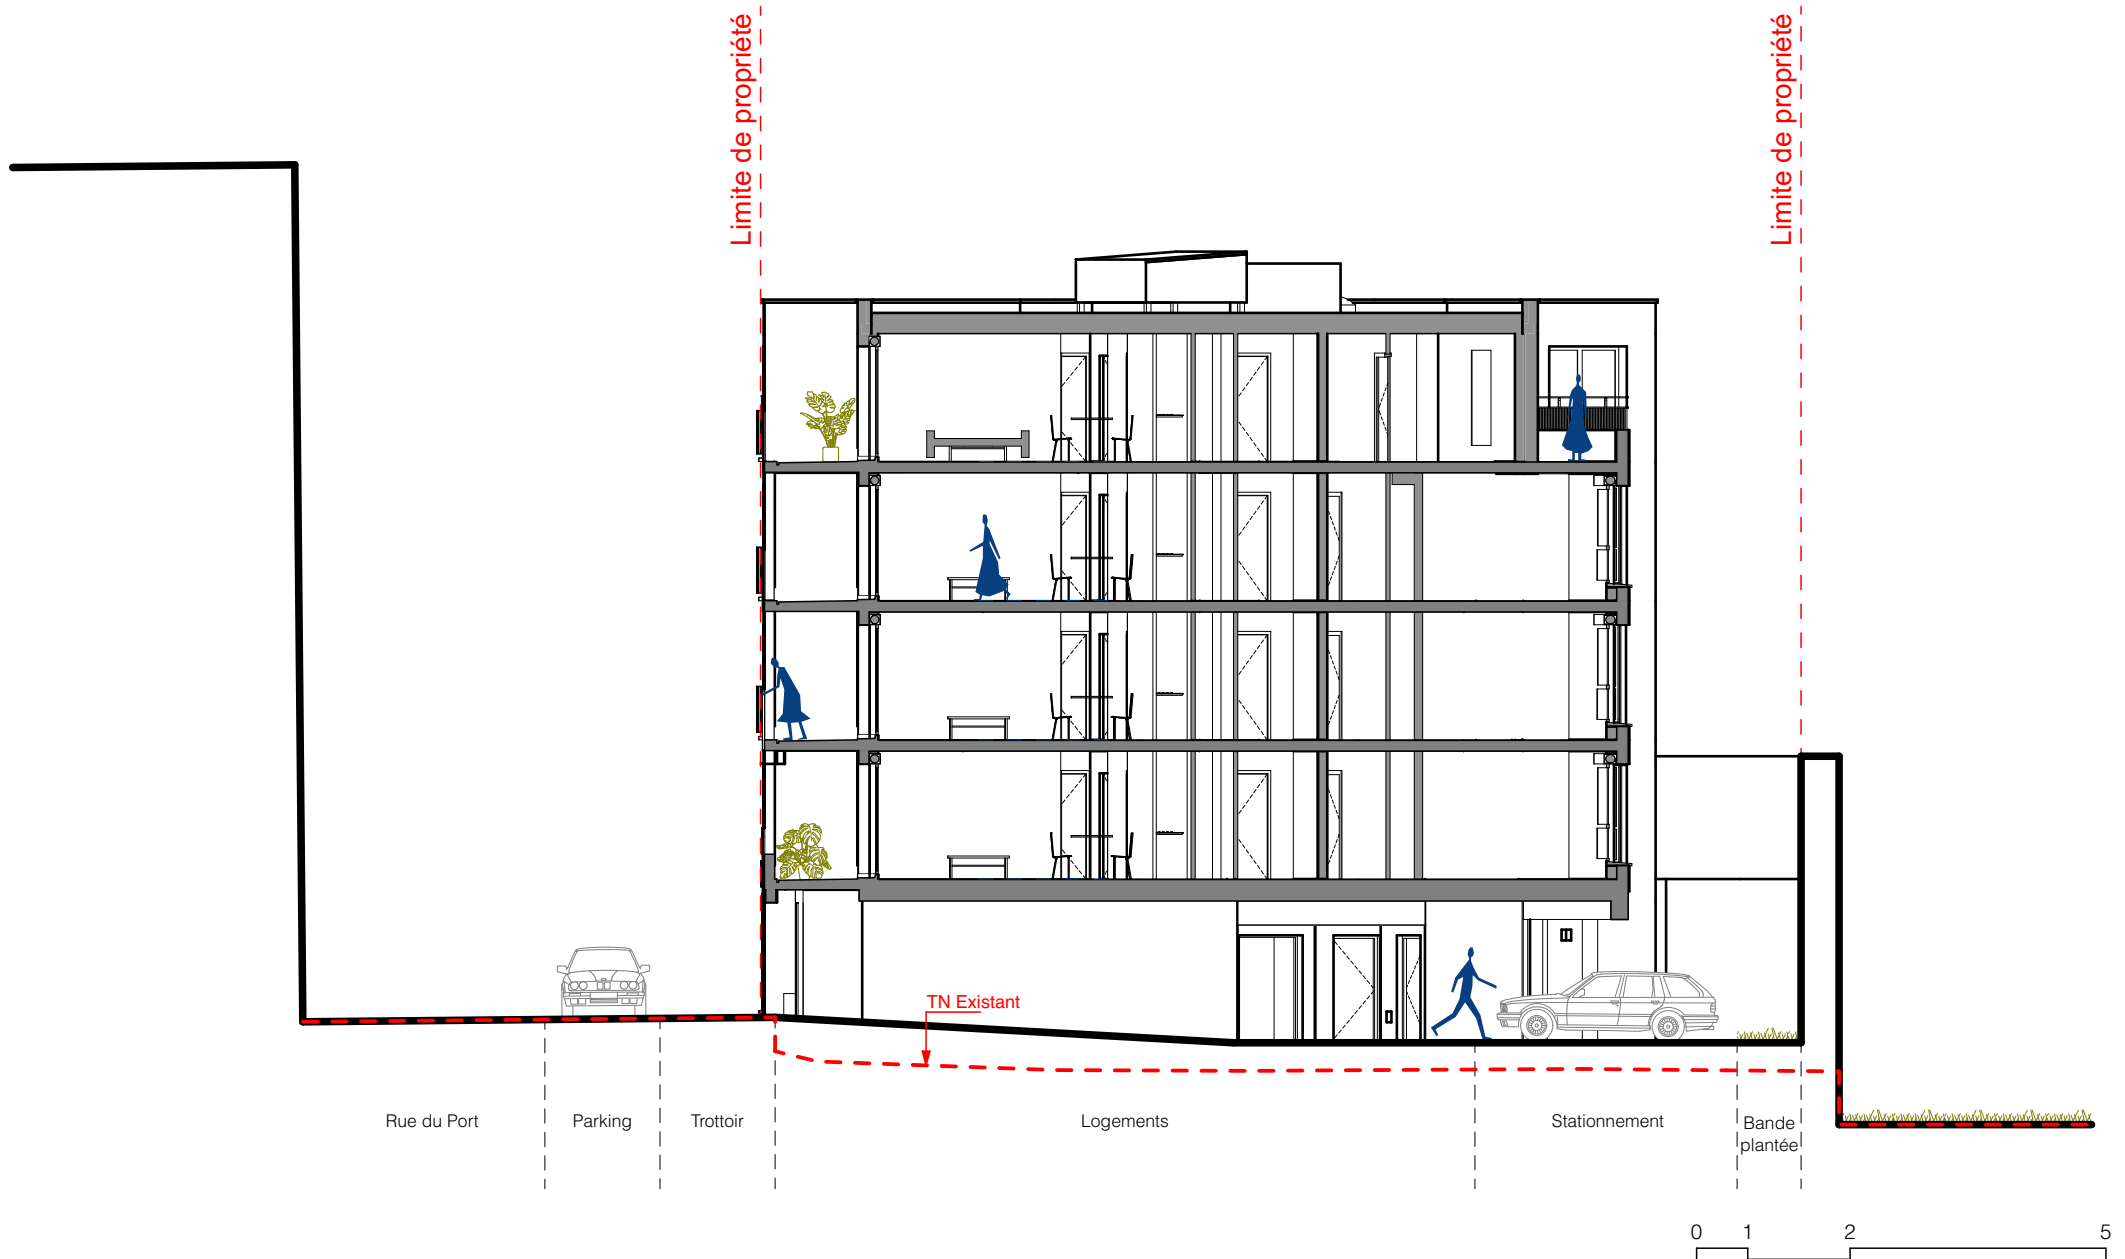 Limite de propriété
Limite de propriété
TN Existant
Rue du Port
Parking
Trottoir
Logements
Stationnement
Bande
plantée
0 1 2 5